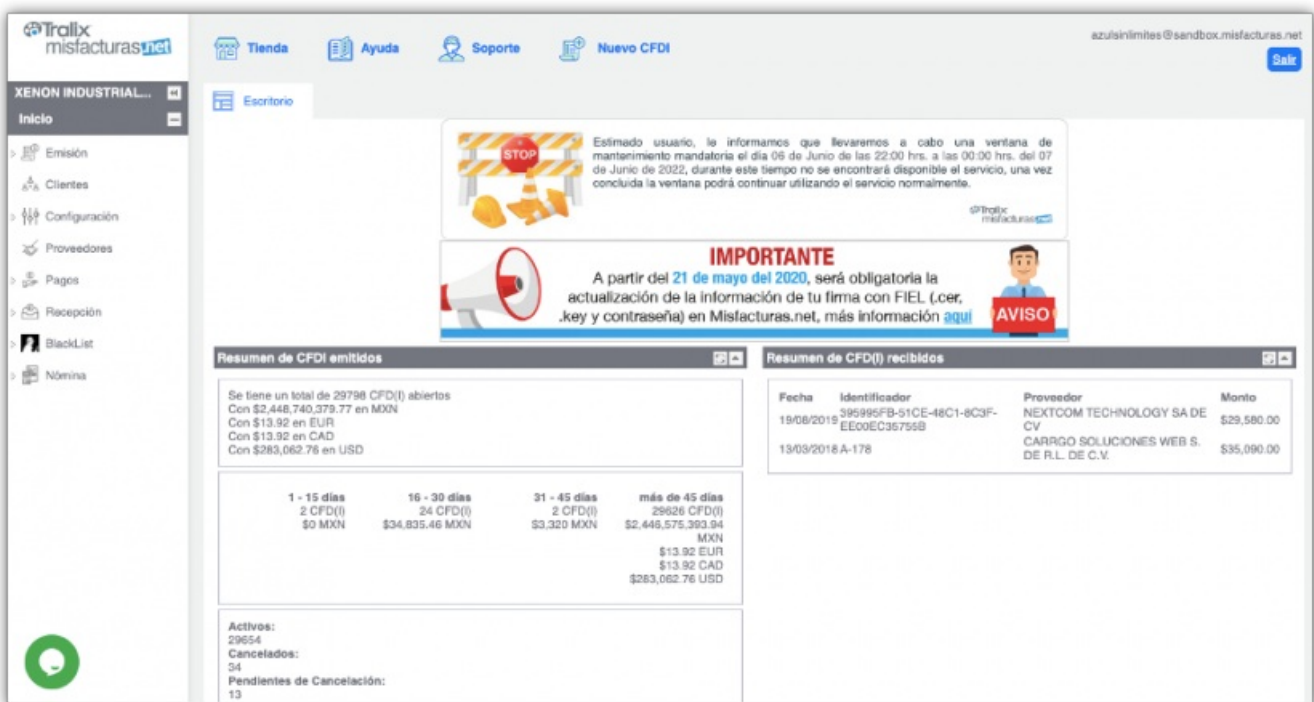 Tralix
misfacturas.net
Tienda
Ayuda
Soporte
Nuevo CFDI
azulsinlimites@sandbox.misfacturas.net
Salir
XENON INDUSTRIAL...
Inicio
Emisión
Clientes
Configuración
Proveedores
Pagos
Recepción
BlackList
Nómina
Escritorio
STOP
Estimado usuario, le informamos que llevaremos a cabo una ventana de
mantenimiento mandatoria el día 06 de Junio de las 22:00 hrs. a las 00:00 hrs. del 07
de Junio de 2022, durante este tiempo no se encontrará disponible el servicio, una vez
concluida la ventana podrá continuar utilizando el servicio normalmente.
Tralix
misfacturas.net
IMPORTANTE
A partir del 21 de mayo del 2020, será obligatoria la
actualización de la información de tu firma con FIEL (.cer,
.key y contraseña) en Misfacturas.net, más información aquí
AVISO
Resumen de CFDI emitidos
Se tiene un total de 29798 CFD(I) abiertos
Con $2,448,740,379.77 en MXN
Con $13.92 en EUR
Con $13.92 en CAD
Con $283,062.76 en USD
1 - 15 días 16 - 30 días 31 - 45 días más de 45 días
2 CFD(I) 24 CFD(I) 2 CFD(I) 29626 CFD(I)
$0 MXN $34,835.46 MXN $3,320 MXN $2,446,575,393.94
MXN
$13.92 EUR
$13.92 CAD
$283,062.76 USD
Activos:
29654
Cancelados:
34
Pendientes de Cancelación:
13
Resumen de CFD(I) recibidos
Fecha Identificador Proveedor Monto
19/08/2019 395995FB-51CE-48C1-8C3F- NEXTCOM TECHNOLOGY SA DE $29,580.00
EE00EC35755B CV
13/03/2018 A-178 CARRGO SOLUCIONES WEB S. $35,090.00
DE R.L. DE C.V.